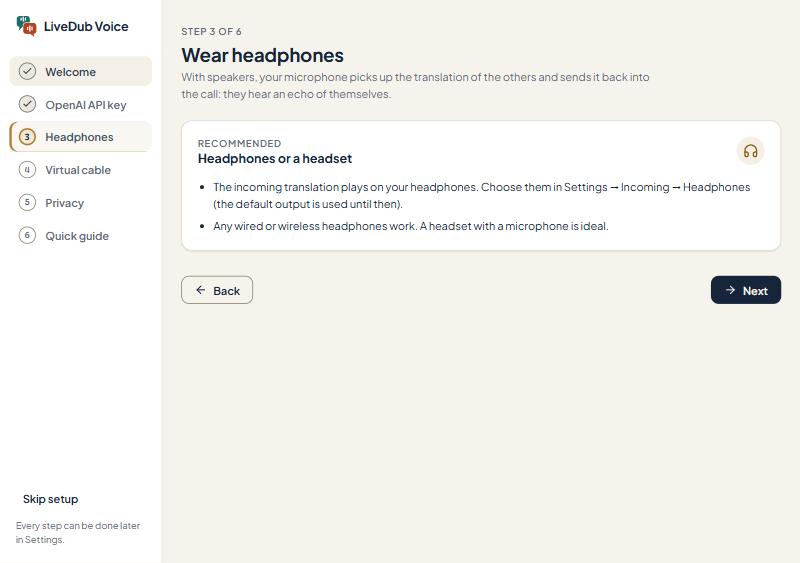 LiveDub Voice
Welcome
OpenAI API key
3 Headphones
4 Virtual cable
5 Privacy
6 Quick guide
Skip setup
Every step can be done later
in Settings.
STEP 3 OF 6
Wear headphones
With speakers, your microphone picks up the translation of the others and sends it back into
the call: they hear an echo of themselves.
RECOMMENDED
Headphones or a headset
• The incoming translation plays on your headphones. Choose them in Settings → Incoming → Headphones
(the default output is used until then).
• Any wired or wireless headphones work. A headset with a microphone is ideal.
← Back
→ Next